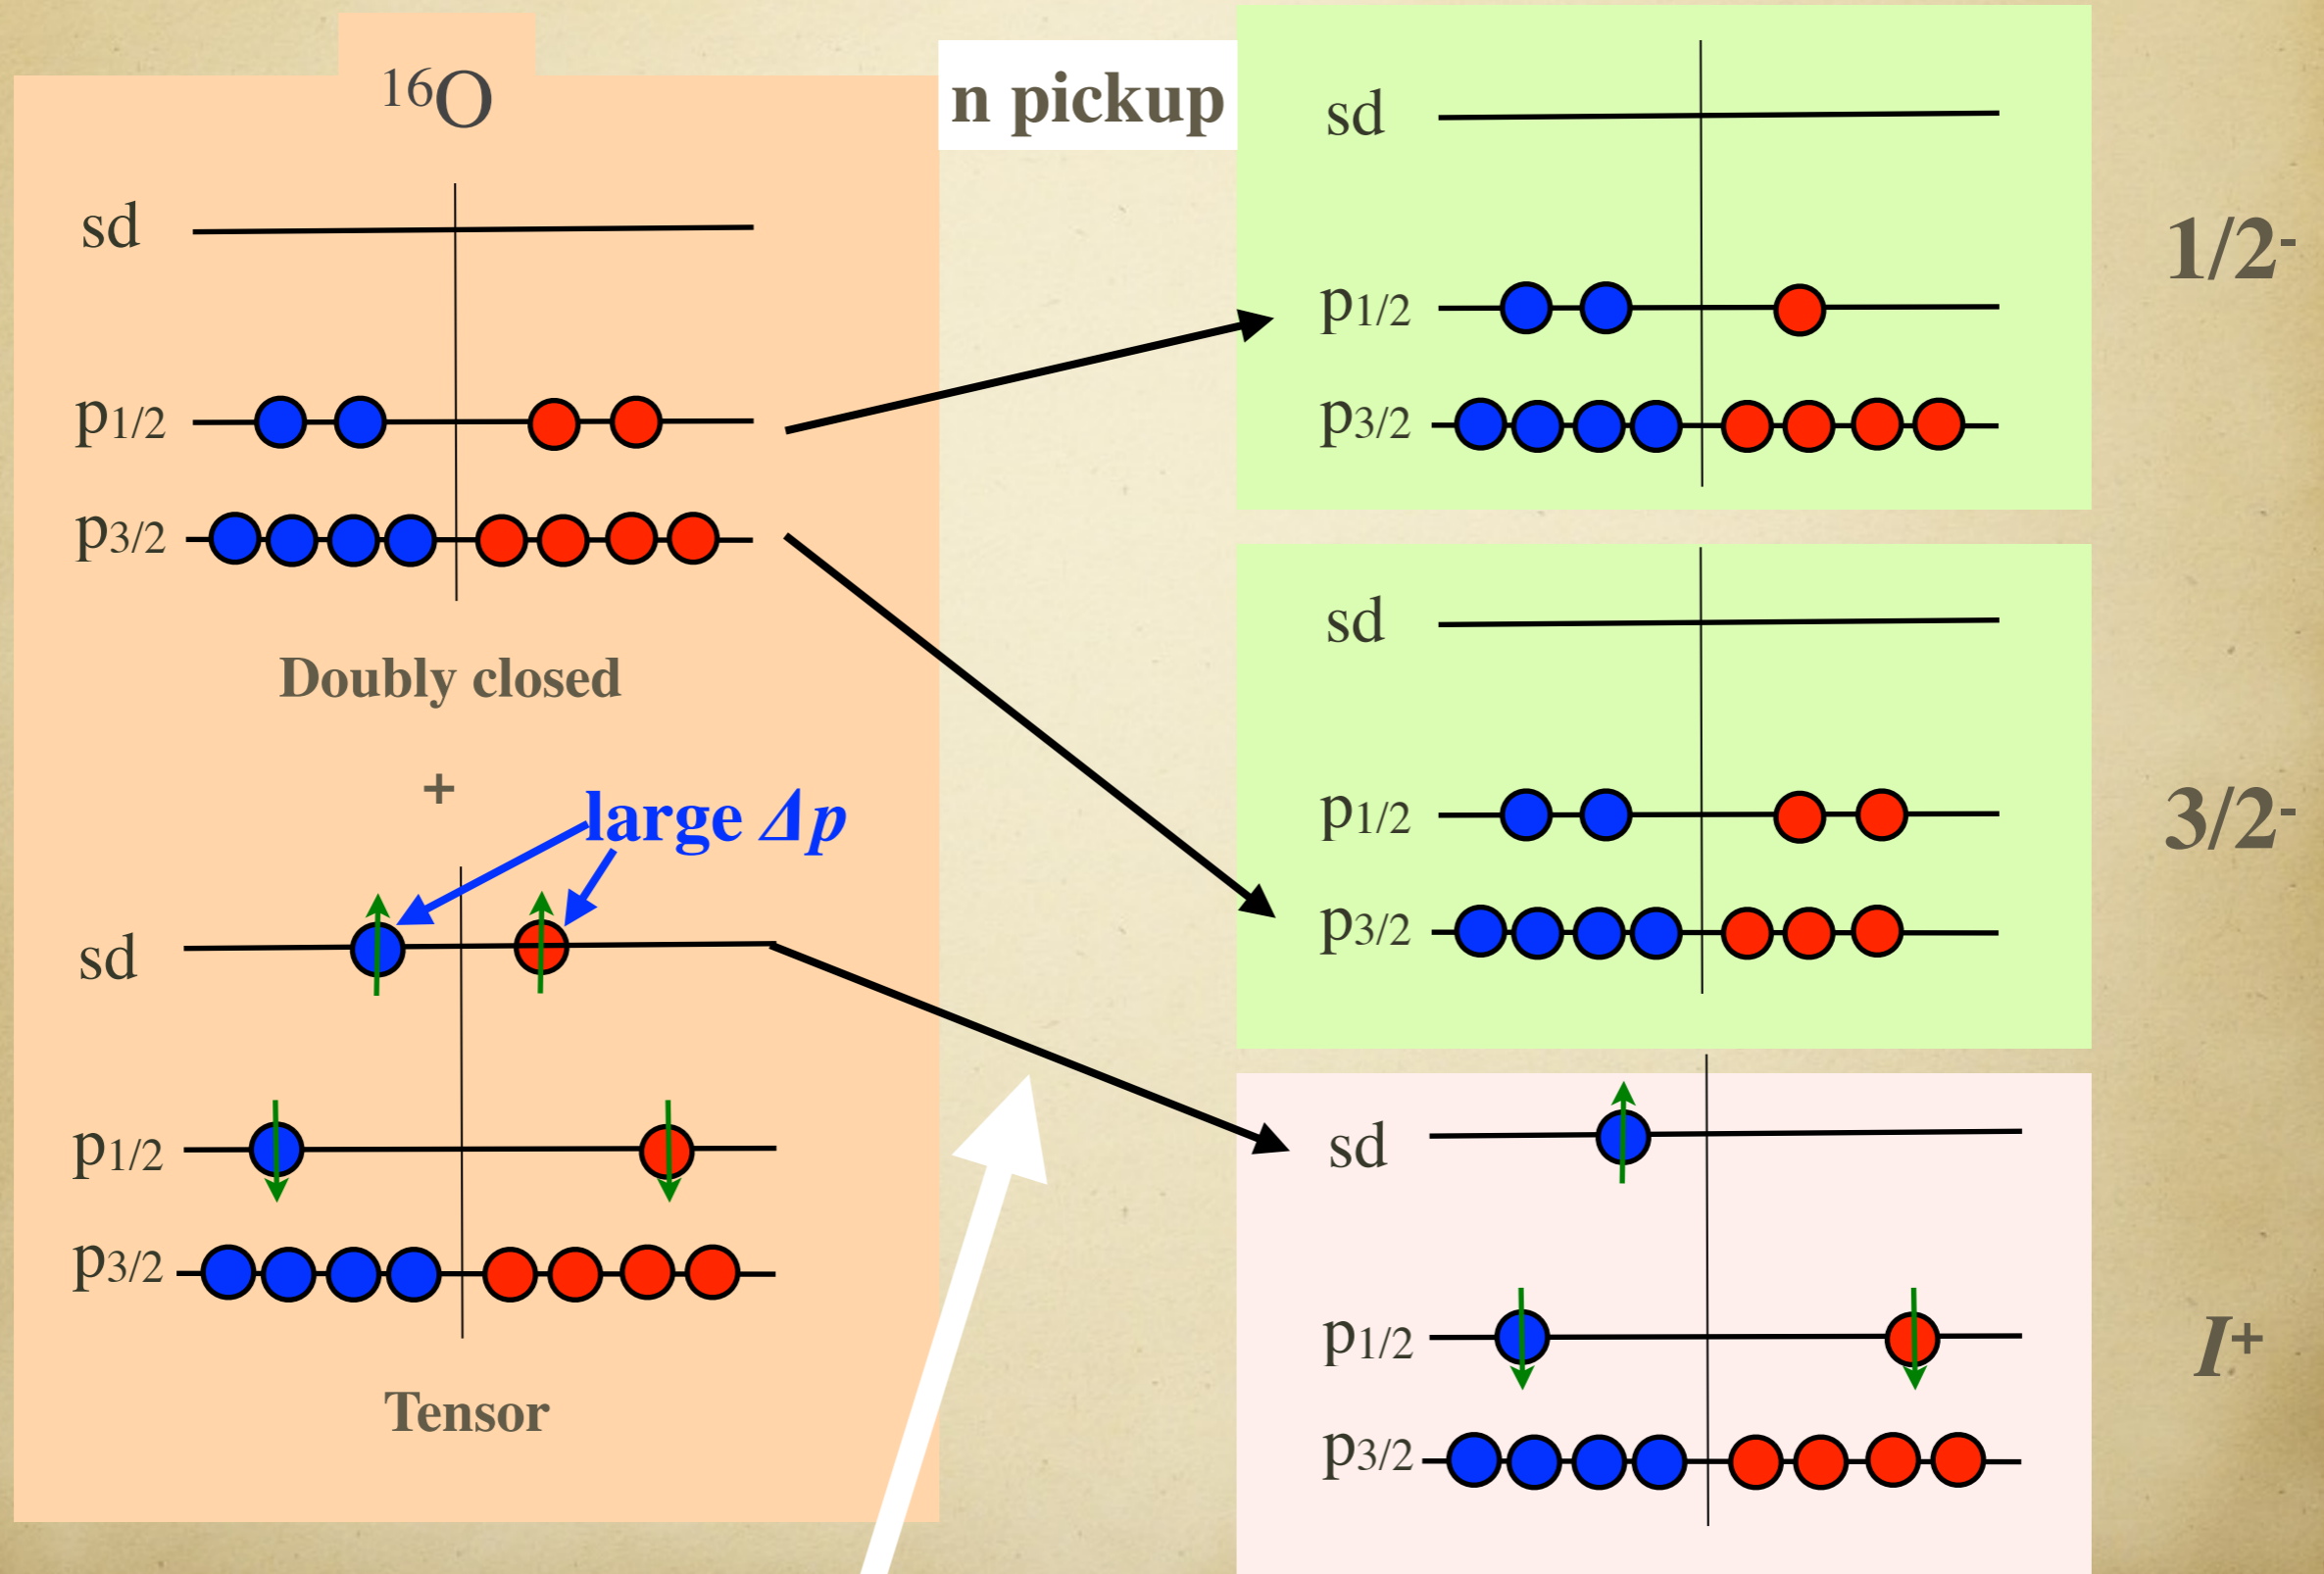 ¹⁶O
sd
p1/2
p3/2
Doubly closed
+
large Δp
sd
p1/2
p3/2
Tensor
n pickup
sd
p1/2
p3/2
1/2⁻
sd
p1/2
p3/2
3/2⁻
sd
p1/2
p3/2
I⁺